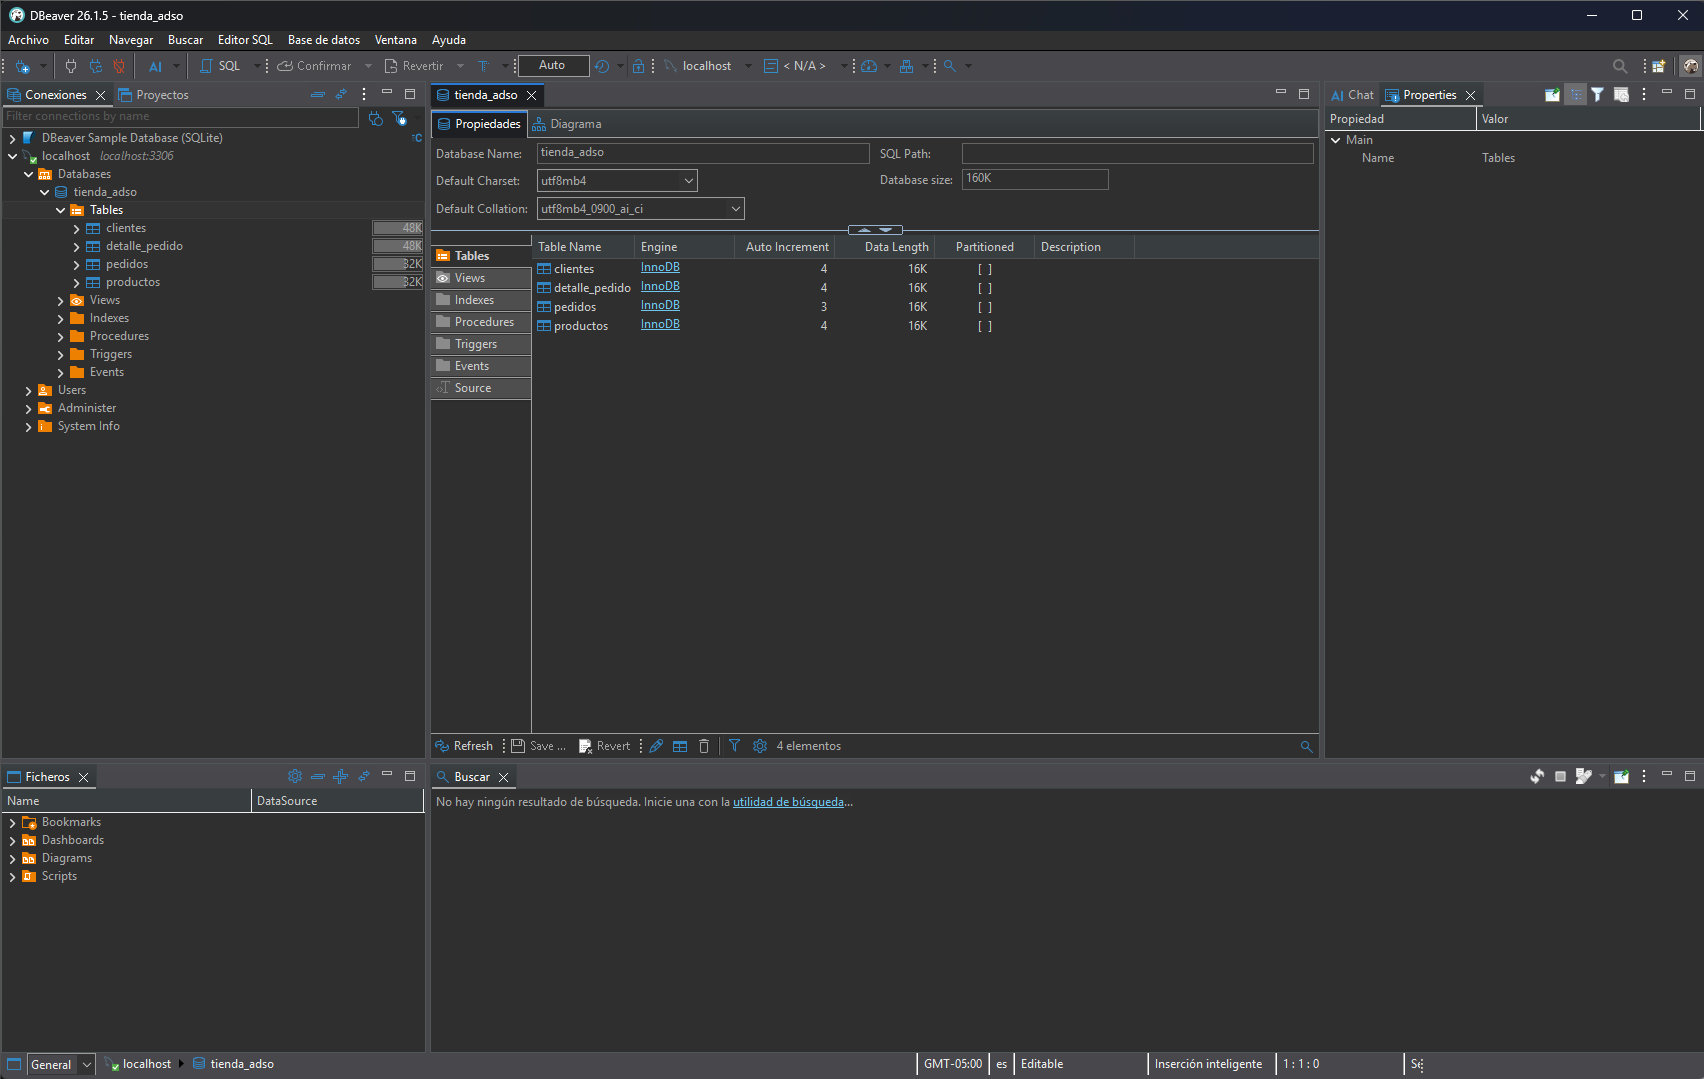 DBeaver 26.1.5 - tienda_adso
Archivo Editar Navegar Buscar Editor SQL Base de datos Ventana Ayuda
AI SQL Confirmar Revertir T Auto localhost < N/A >
Conexiones Proyectos
Filter connections by name
DBeaver Sample Database (SQLite)
localhost localhost:3306
Databases
tienda_adso
Tables
clientes 48K
detalle_pedido 48K
pedidos 32K
productos 32K
Views
Indexes
Procedures
Triggers
Events
Users
Administer
System Info
tienda_adso
Propiedades Diagrama
Database Name: tienda_adso SQL Path:
Default Charset: utf8mb4 Database size: 160K
Default Collation: utf8mb4_0900_ai_ci
Tables
Views
Indexes
Procedures
Triggers
Events
Source
Table Name Engine Auto Increment Data Length Partitioned Description
clientes InnoDB 4 16K [ ]
detalle_pedido InnoDB 4 16K [ ]
pedidos InnoDB 3 16K [ ]
productos InnoDB 4 16K [ ]
Refresh Save ... Revert 4 elementos
AI Chat Properties
Propiedad Valor
Main
Name Tables
Ficheros
Name DataSource
Bookmarks
Dashboards
Diagrams
Scripts
Buscar
No hay ningún resultado de búsqueda. Inicie una con la utilidad de búsqueda...
General localhost tienda_adso GMT-05:00 es Editable Inserción inteligente 1 : 1 : 0